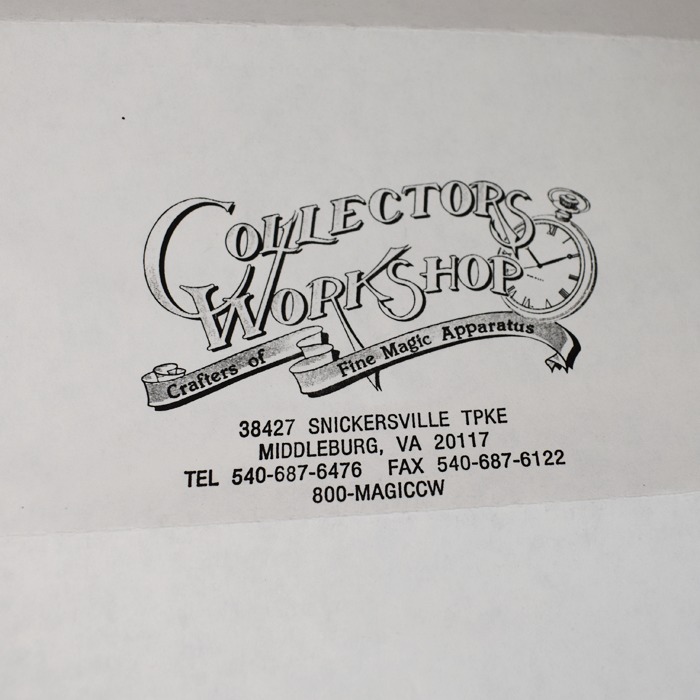 COLLECTORS
WORKSHOP
Crafters of Fine Magic Apparatus
38427 SNICKERSVILLE TPKE
MIDDLEBURG, VA 20117
TEL 540-687-6476 FAX 540-687-6122
800-MAGICCW